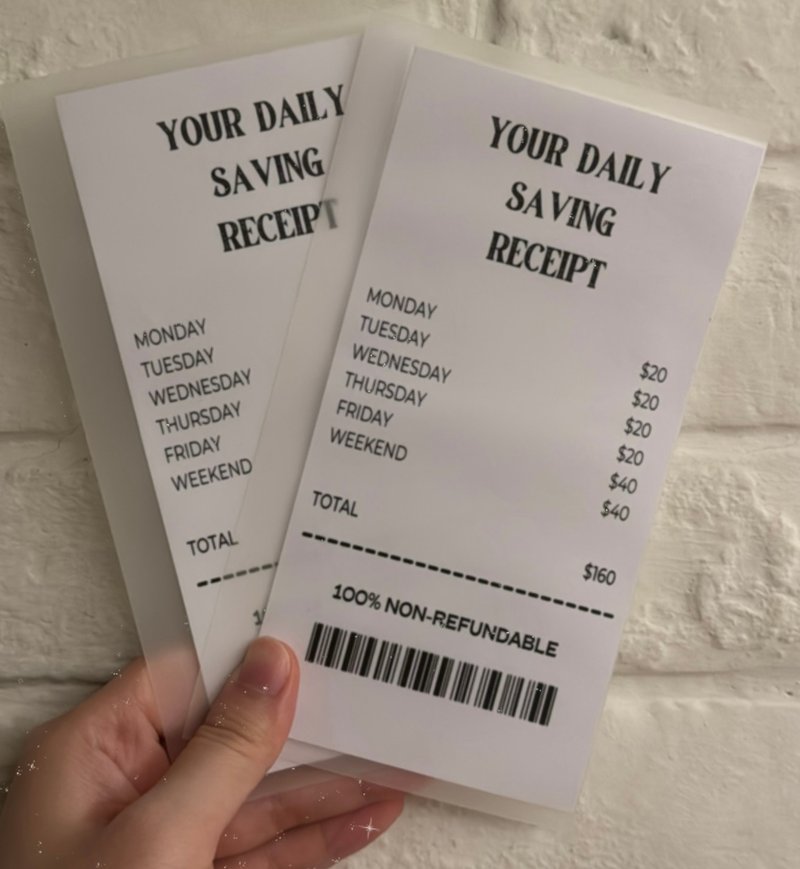 YOUR DAILY
SAVING
RECEIPT
MONDAY
TUESDAY
WEDNESDAY
THURSDAY
FRIDAY
WEEKEND
TOTAL
YOUR DAILY
SAVING
RECEIPT
MONDAY $20
TUESDAY $20
WEDNESDAY $20
THURSDAY $20
FRIDAY $40
WEEKEND $40
TOTAL $160
100% NON-REFUNDABLE